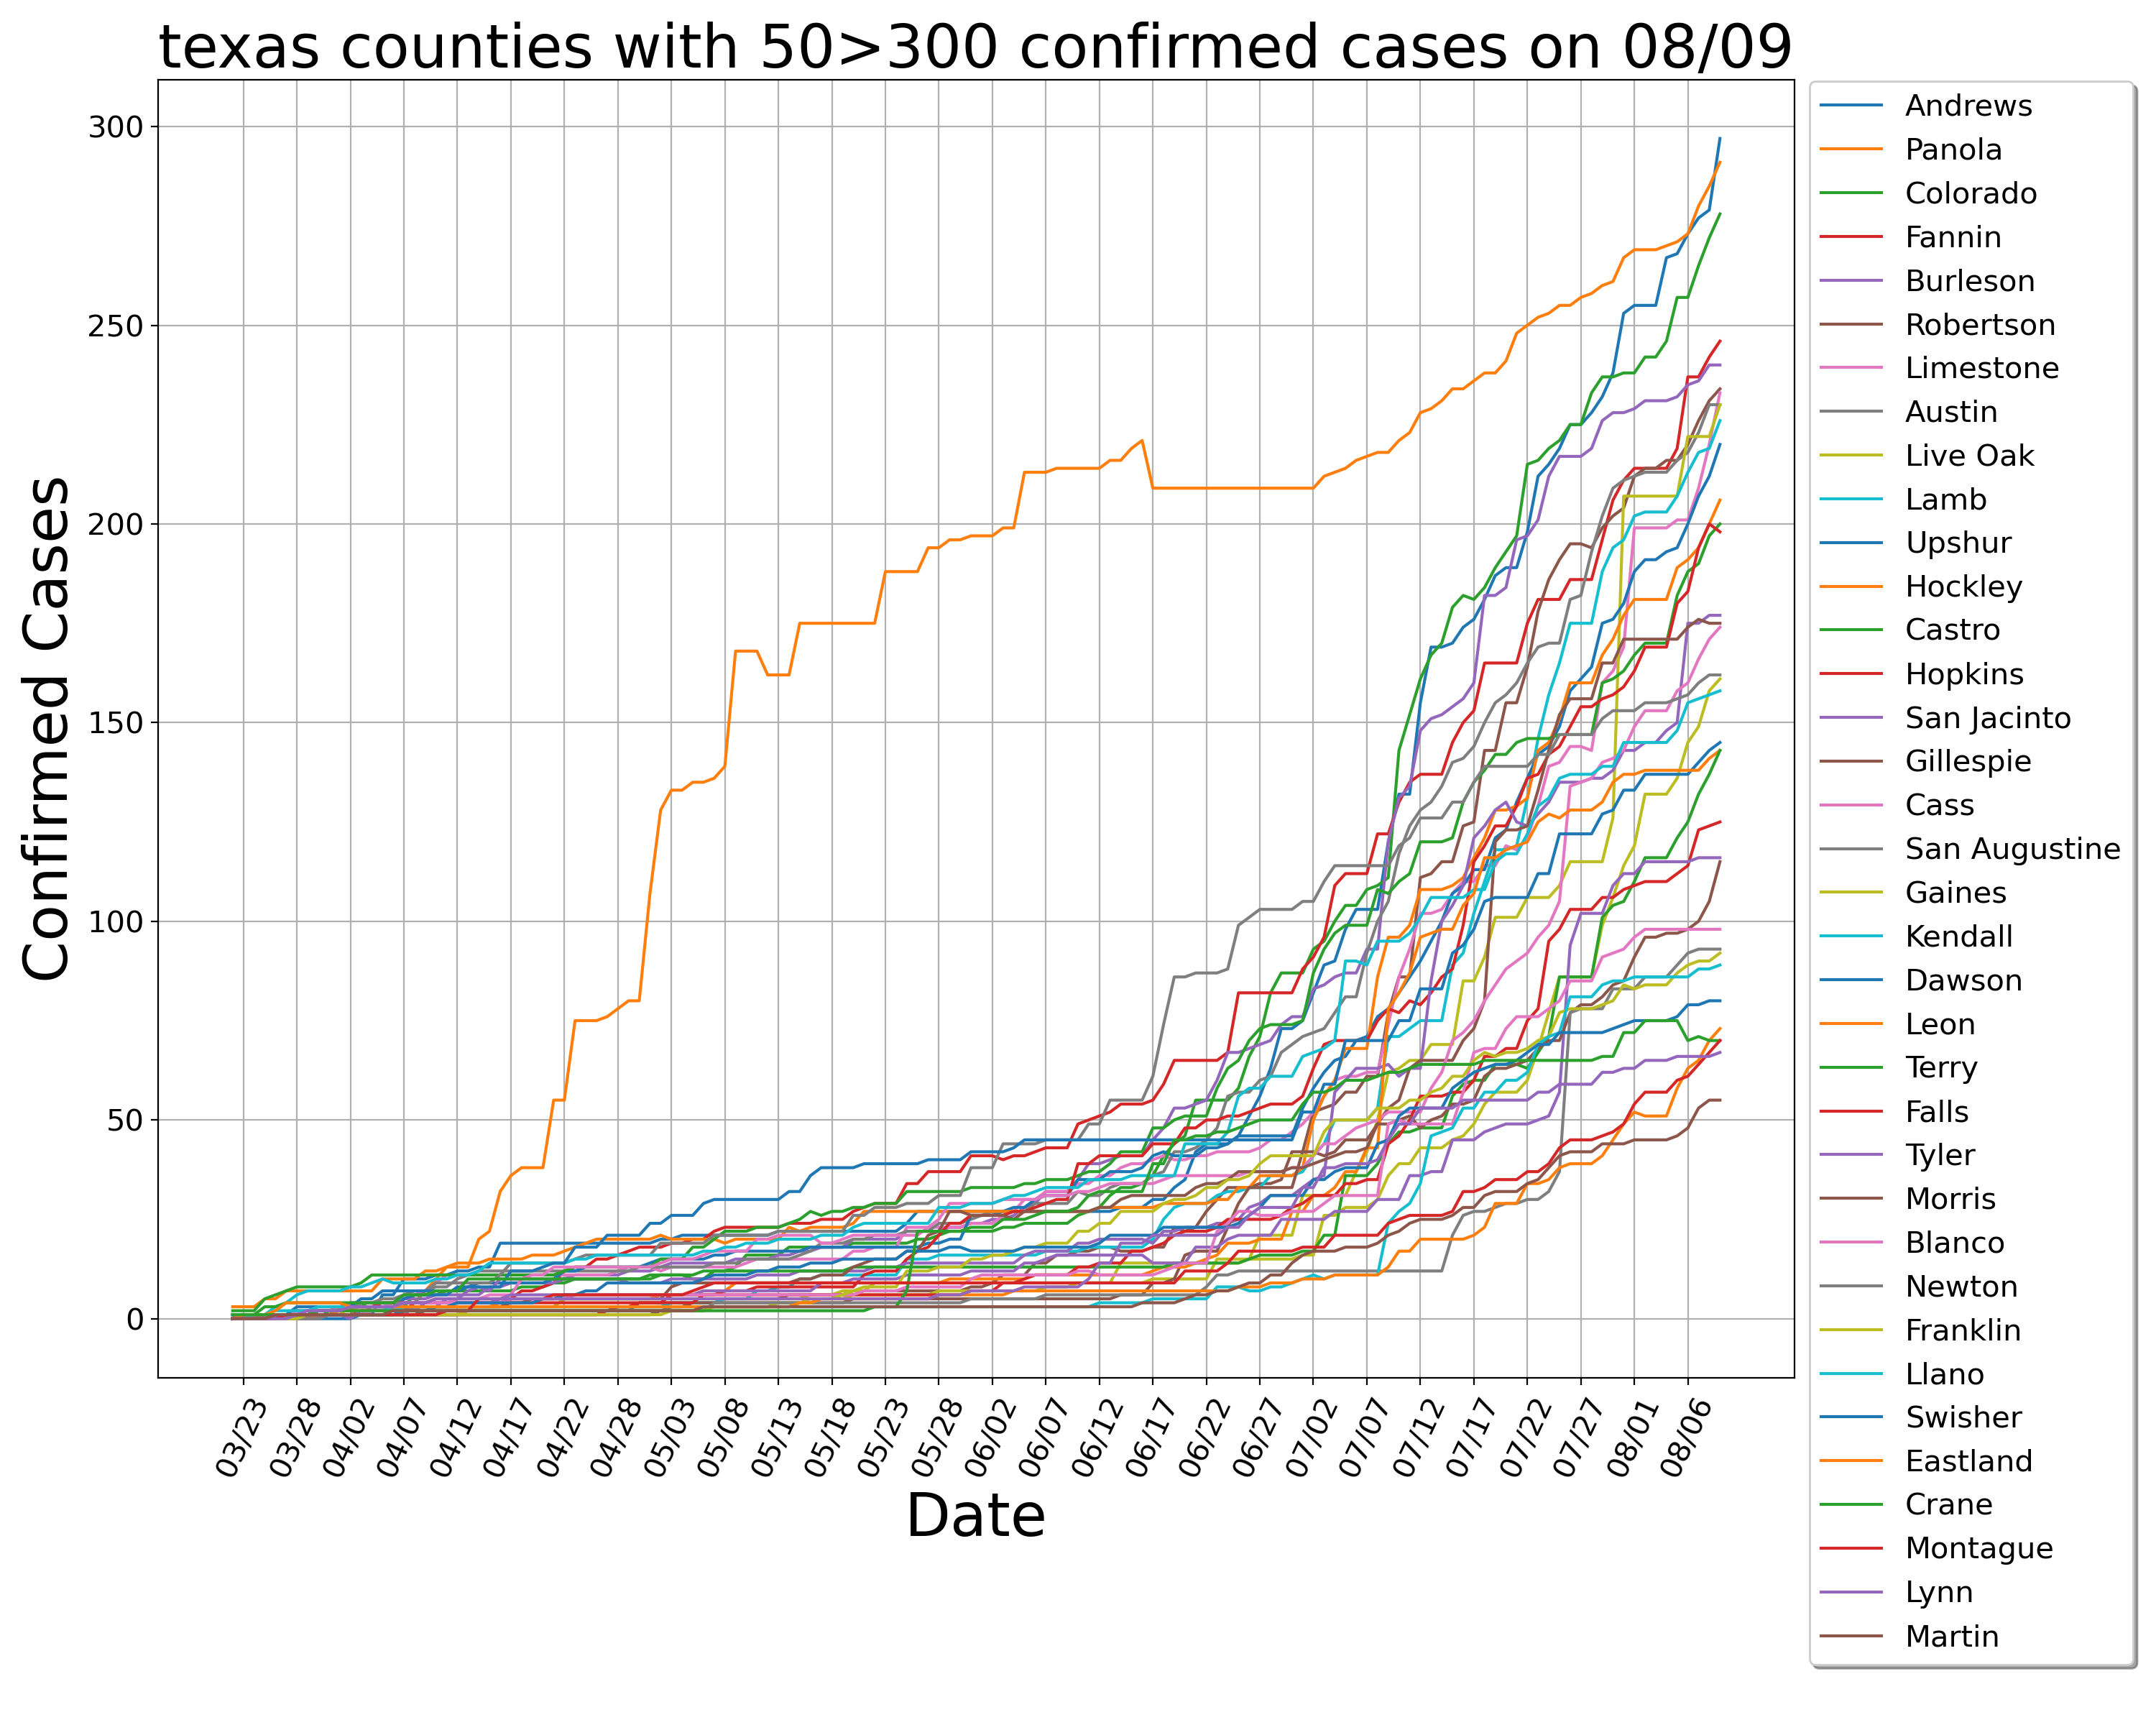 texas counties with 50>300 confirmed cases on 08/09
Confirmed Cases
300
250
200
150
100
50
0
03/23
03/28
04/02
04/07
04/12
04/17
04/22
04/28
05/03
05/08
05/13
05/18
05/23
05/28
06/02
06/07
06/12
06/17
06/22
06/27
07/02
07/07
07/12
07/17
07/22
07/27
08/01
08/06
Date
Andrews
Panola
Colorado
Fannin
Burleson
Robertson
Limestone
Austin
Live Oak
Lamb
Upshur
Hockley
Castro
Hopkins
San Jacinto
Gillespie
Cass
San Augustine
Gaines
Kendall
Dawson
Leon
Terry
Falls
Tyler
Morris
Blanco
Newton
Franklin
Llano
Swisher
Eastland
Crane
Montague
Lynn
Martin